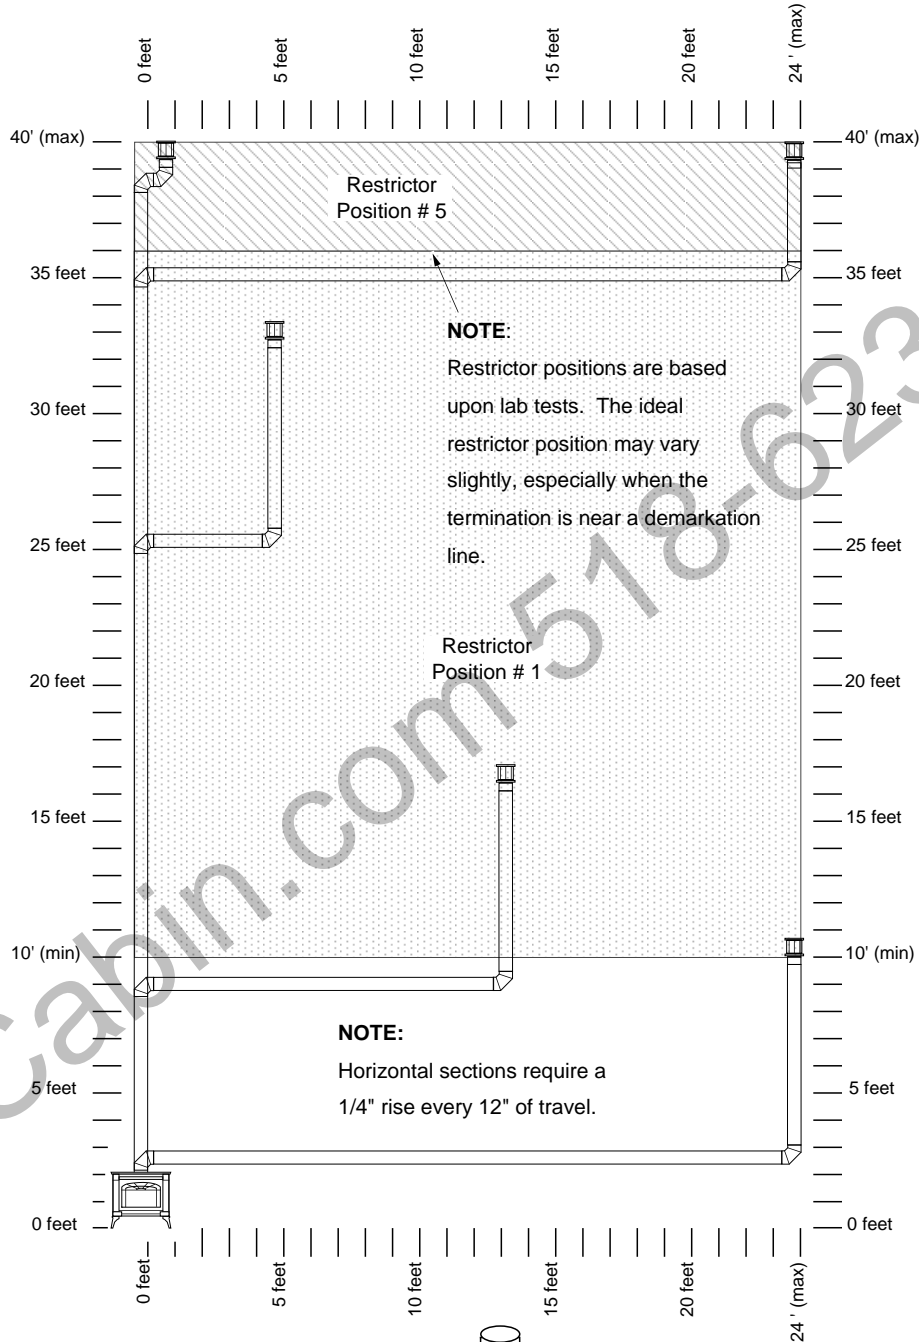 0 feet
5 feet
10 feet
15 feet
20 feet
24 ' (max)
40' (max)
40' (max)
Restrictor
Position # 5
35 feet
35 feet
NOTE:
Restrictor positions are based
upon lab tests. The ideal
restrictor position may vary
slightly, especially when the
termination is near a demarkation
line.
30 feet
30 feet
25 feet
25 feet
Restrictor
Position # 1
20 feet
20 feet
15 feet
15 feet
10' (min)
10' (min)
NOTE:
Horizontal sections require a
1/4" rise every 12" of travel.
5 feet
5 feet
0 feet
0 feet
0 feet
5 feet
10 feet
15 feet
20 feet
24 ' (max)
Cabin.com 518-623